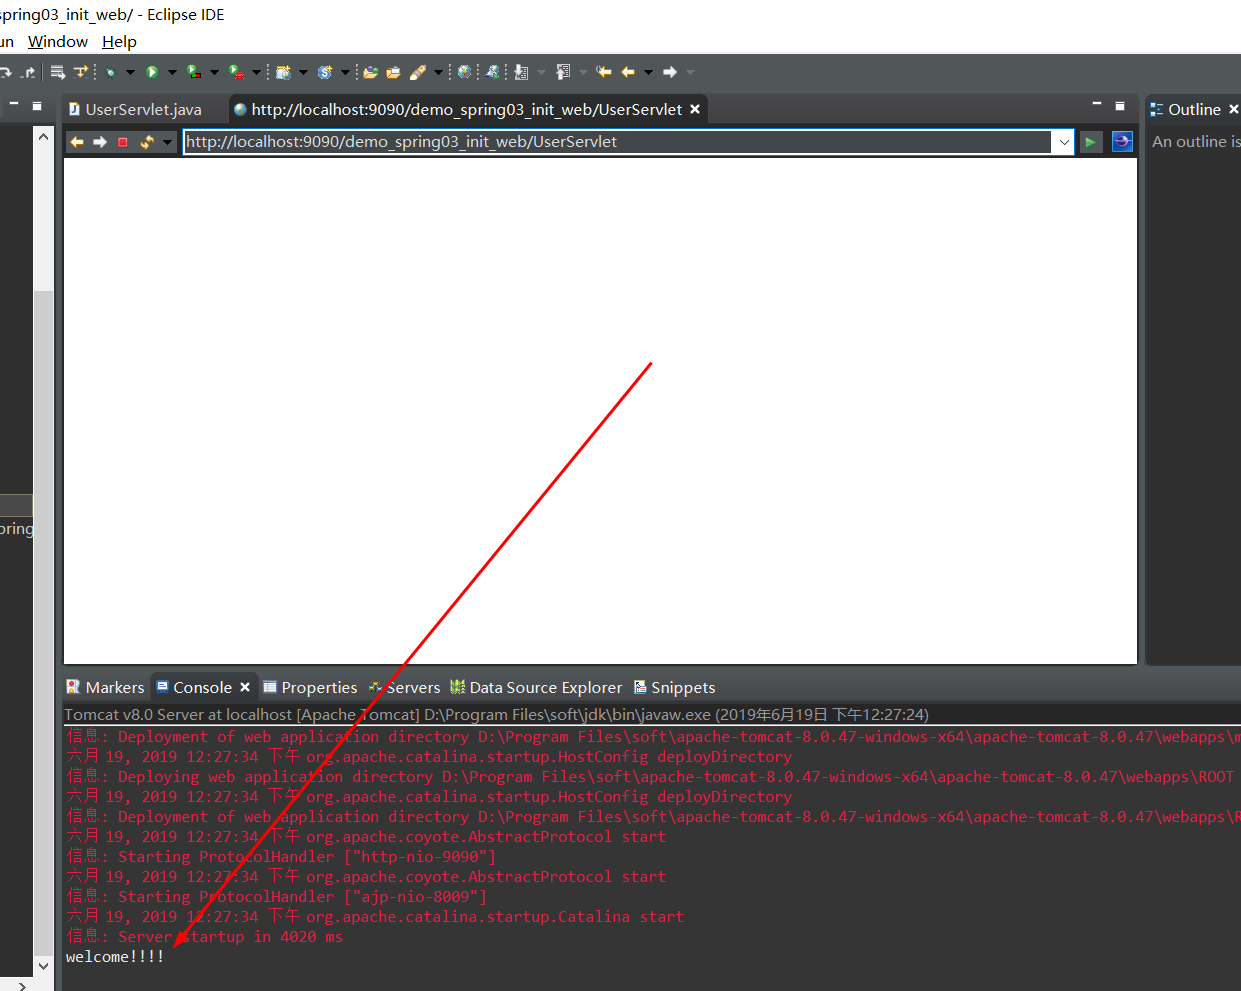 spring03_init_web/ - Eclipse IDE
un Window Help
UserServlet.java http://localhost:9090/demo_spring03_init_web/UserServlet Outline
http://localhost:9090/demo_spring03_init_web/UserServlet An outline is
pring
Markers Console Properties Servers Data Source Explorer Snippets
Tomcat v8.0 Server at localhost [Apache Tomcat] D:\Program Files\soft\jdk\bin\javaw.exe (2019年6月19日 下午12:27:24)
信息: Deployment of web application directory D:\Program Files\soft\apache-tomcat-8.0.47-windows-x64\apache-tomcat-8.0.47\webapps\m
六月 19, 2019 12:27:34 下午 org.apache.catalina.startup.HostConfig deployDirectory
信息: Deploying web application directory D:\Program Files\soft\apache-tomcat-8.0.47-windows-x64\apache-tomcat-8.0.47\webapps\ROOT
六月 19, 2019 12:27:34 下午 org.apache.catalina.startup.HostConfig deployDirectory
信息: Deployment of web application directory D:\Program Files\soft\apache-tomcat-8.0.47-windows-x64\apache-tomcat-8.0.47\webapps\R
六月 19, 2019 12:27:34 下午 org.apache.coyote.AbstractProtocol start
信息: Starting ProtocolHandler ["http-nio-9090"]
六月 19, 2019 12:27:34 下午 org.apache.coyote.AbstractProtocol start
信息: Starting ProtocolHandler ["ajp-nio-8009"]
六月 19, 2019 12:27:34 下午 org.apache.catalina.startup.Catalina start
信息: Server startup in 4020 ms
welcome!!!!